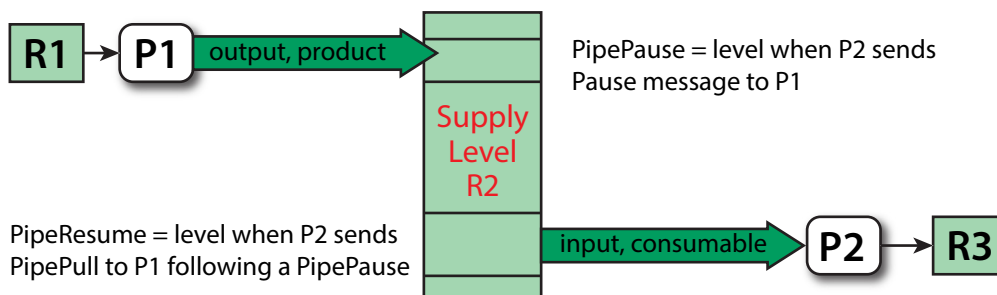 R1
P1
output, product
PipePause = level when P2 sends
Pause message to P1
Supply
Level
R2
PipeResume = level when P2 sends
PipePull to P1 following a PipePause
input, consumable
P2
R3